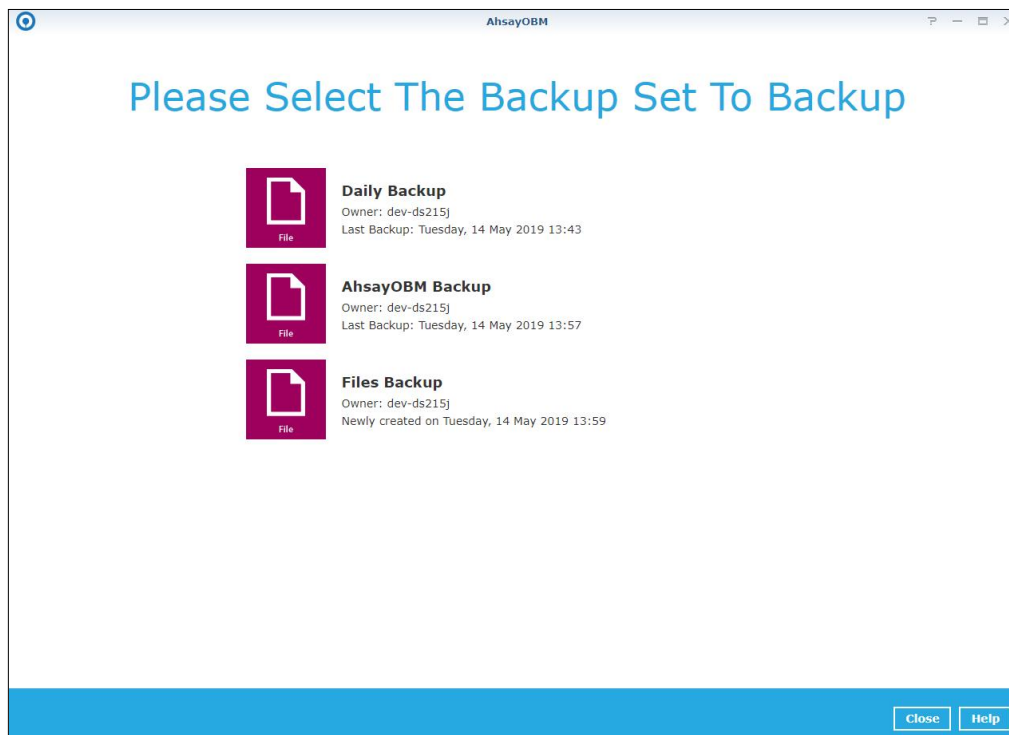 AhsayOBM
Please Select The Backup Set To Backup
File
Daily Backup
Owner: dev-ds215j
Last Backup: Tuesday, 14 May 2019 13:43
File
AhsayOBM Backup
Owner: dev-ds215j
Last Backup: Tuesday, 14 May 2019 13:57
File
Files Backup
Owner: dev-ds215j
Newly created on Tuesday, 14 May 2019 13:59
Close Help